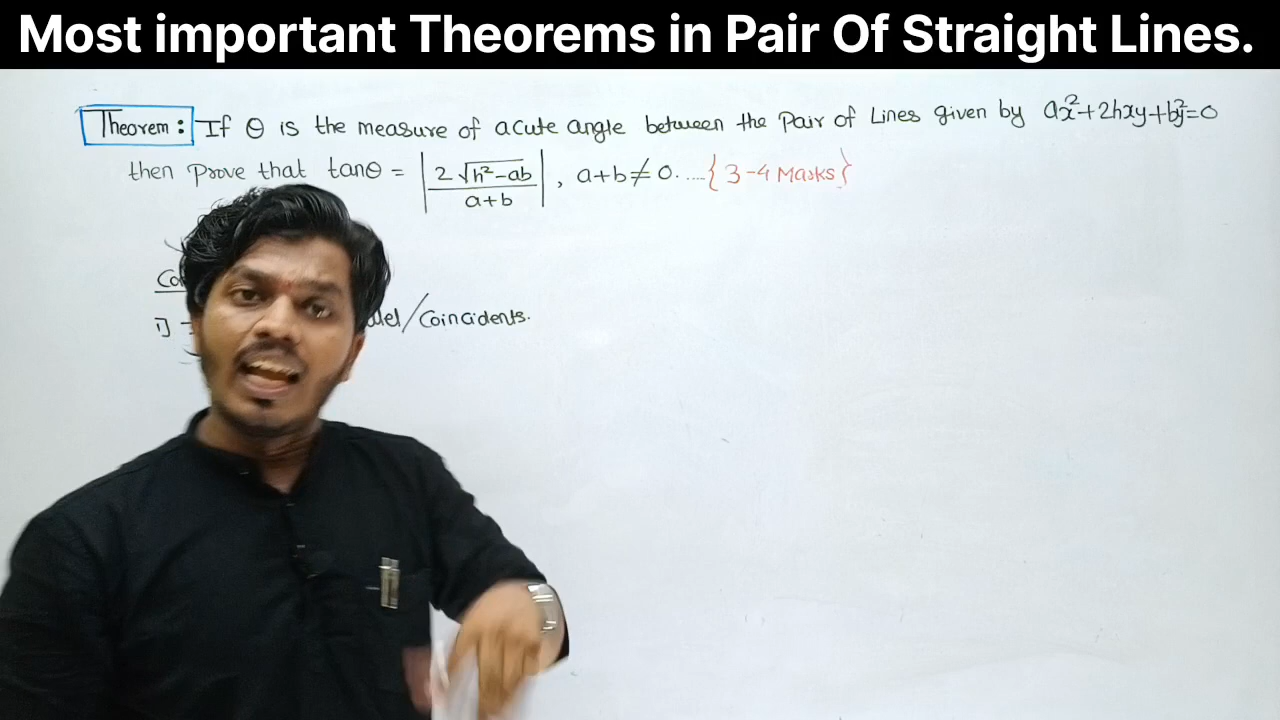 Most important Theorems in Pair Of Straight Lines.
Theorem: If θ is the measure of acute angle between the Pair of Lines given by ax²+2hxy+by²=0
then Prove that tanθ = |2√(h²-ab)/(a+b)|, a+b≠0.....{3-4 Marks}
i] /Coincidents.